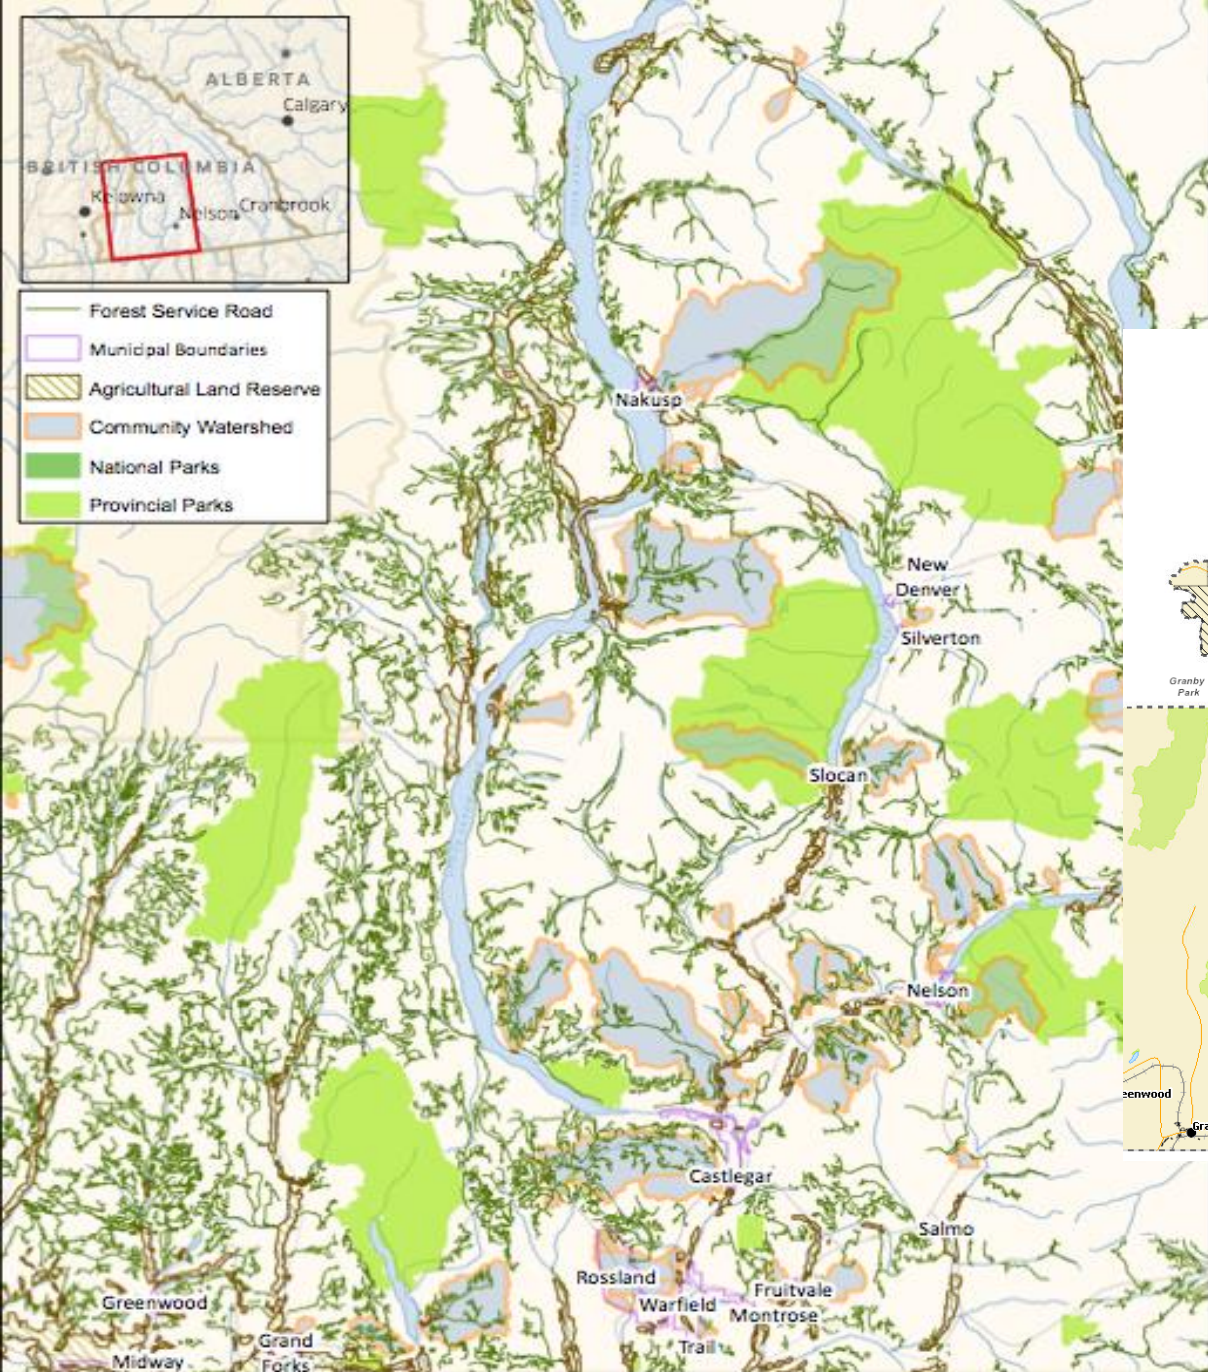 ALBERTA
Calgary
BRITISH COLUMBIA
Kelowna
Nelson
Cranbrook
Forest Service Road
Municipal Boundaries
Agricultural Land Reserve
Community Watershed
National Parks
Provincial Parks
Nakusp
New
Denver
Silverton
Granby
Park
Slocan
Nelson
eenwood
Gra
Castlegar
Salmo
Rossland
Fruitvale
Warfield
Montrose
Greenwood
Trail
Grand
Forks
Midway